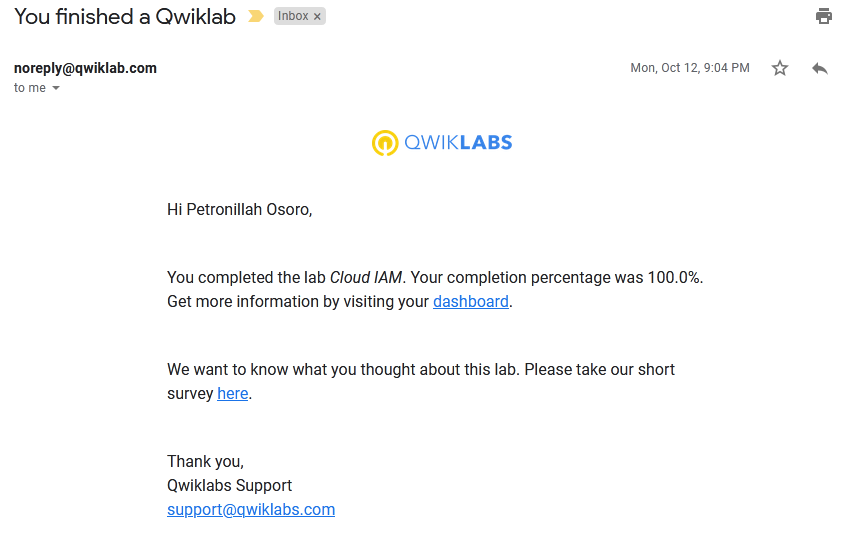 You finished a Qwiklab Inbox ×
noreply@qwiklab.com Mon, Oct 12, 9:04 PM
to me
QWIKLABS
Hi Petronillah Osoro,
You completed the lab Cloud IAM. Your completion percentage was 100.0%.
Get more information by visiting your dashboard.
We want to know what you thought about this lab. Please take our short
survey here.
Thank you,
Qwiklabs Support
support@qwiklabs.com